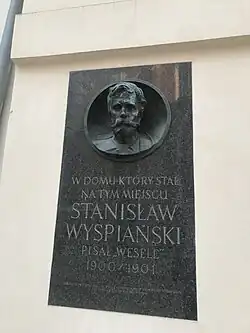 W DOMU KTÓRY STAŁ
NA TYM MIEJSCU
STANISŁAW
WYSPIAŃSKI
PISAŁ „WESELE”
1900/1901